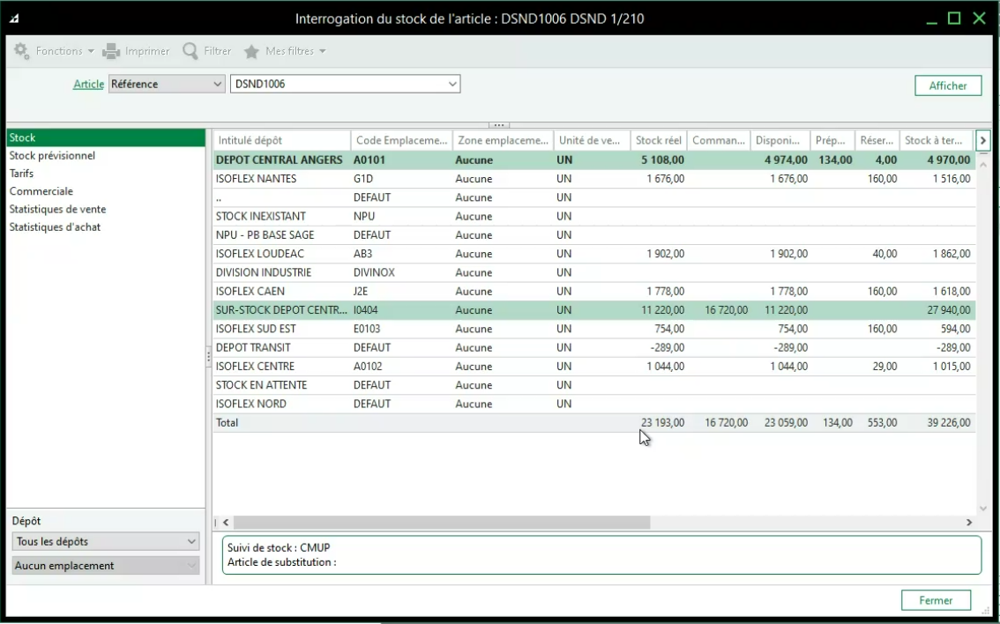 Interrogation du stock de l'article : DSND1006 DSND 1/210
Fonctions Imprimer Filtrer Mes filtres
Article Référence DSND1006 Afficher
Stock
Stock prévisionnel
Tarifs
Commerciale
Statistiques de vente
Statistiques d'achat
Intitulé dépôt Code Emplaceme... Zone emplaceme... Unité de ve... Stock réel Comman... Disponi... Prép... Réser... Stock à ter...
DEPOT CENTRAL ANGERS A0101 Aucune UN 5 108,00 4 974,00 134,00 4,00 4 970,00
ISOFLEX NANTES G1D Aucune UN 1 676,00 1 676,00 160,00 1 516,00
.. DEFAUT Aucune UN
STOCK INEXISTANT NPU Aucune UN
NPU - PB BASE SAGE DEFAUT Aucune UN
ISOFLEX LOUDEAC AB3 Aucune UN 1 902,00 1 902,00 40,00 1 862,00
DIVISION INDUSTRIE DIVINOX Aucune UN
ISOFLEX CAEN J2E Aucune UN 1 778,00 1 778,00 160,00 1 618,00
SUR-STOCK DEPOT CENTR... I0404 Aucune UN 11 220,00 16 720,00 11 220,00 27 940,00
ISOFLEX SUD EST E0103 Aucune UN 754,00 754,00 160,00 594,00
DEPOT TRANSIT DEFAUT Aucune UN -289,00 -289,00 -289,00
ISOFLEX CENTRE A0102 Aucune UN 1 044,00 1 044,00 29,00 1 015,00
STOCK EN ATTENTE DEFAUT Aucune UN
ISOFLEX NORD DEFAUT Aucune UN
Total 23 193,00 16 720,00 23 059,00 134,00 553,00 39 226,00
Dépôt
Tous les dépôts
Aucun emplacement
Suivi de stock : CMUP
Article de substitution :
Fermer